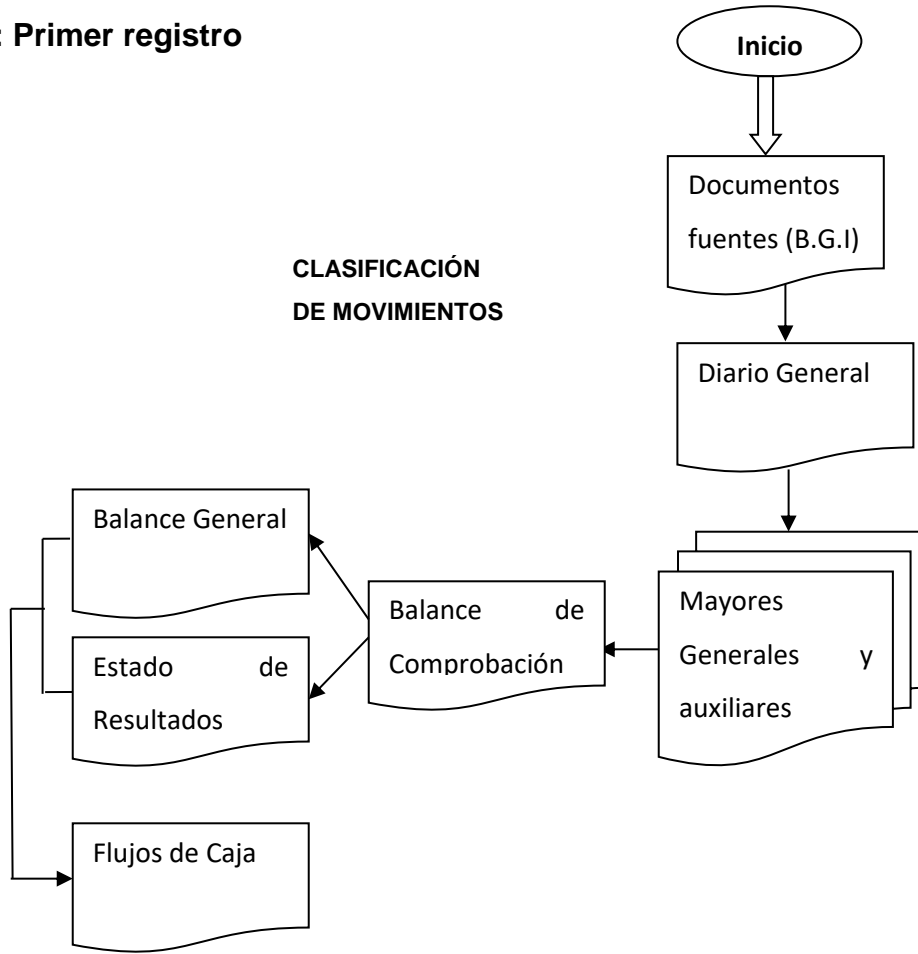 : Primer registro
Inicio
Documentos
fuentes (B.G.I)
CLASIFICACIÓN
DE MOVIMIENTOS
Diario General
Balance General
Mayores
Generales y
auxiliares
Balance de
Comprobación
Estado de
Resultados
Flujos de Caja